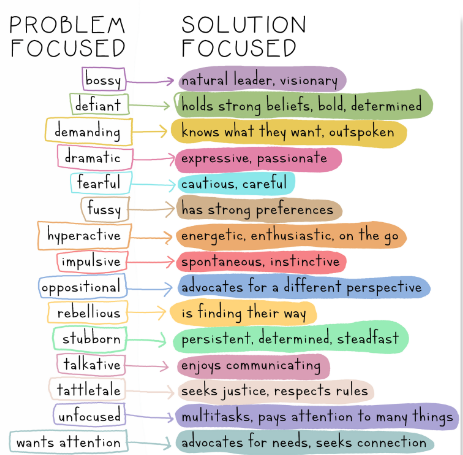 PROBLEM FOCUSED
SOLUTION FOCUSED
bossy natural leader, visionary
defiant holds strong beliefs, bold, determined
demanding knows what they want, outspoken
dramatic expressive, passionate
fearful cautious, careful
fussy has strong preferences
hyperactive energetic, enthusiastic, on the go
impulsive spontaneous, instinctive
oppositional advocates for a different perspective
rebellious is finding their way
stubborn persistent, determined, steadfast
talkative enjoys communicating
tattletale seeks justice, respects rules
unfocused multitasks, pays attention to many things
wants attention advocates for needs, seeks connection